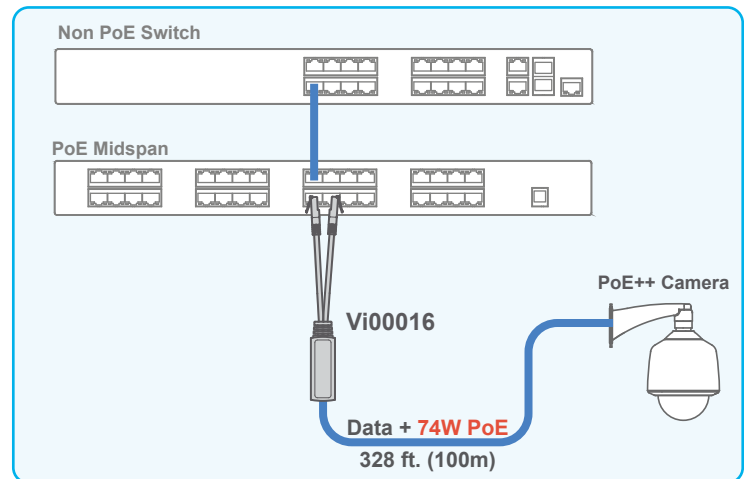 Non PoE Switch
PoE Midspan
PoE++ Camera
Vi00016
Data + 74W PoE
328 ft. (100m)